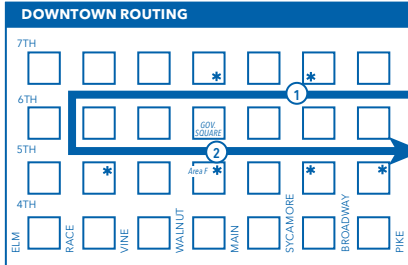 DOWNTOWN ROUTING
7TH
*
*
1
6TH
GOV.
SQUARE
5TH
2
*
Area F
*
*
*
4TH
ELM
RACE
VINE
WALNUT
MAIN
SYCAMORE
BROADWAY
PIKE